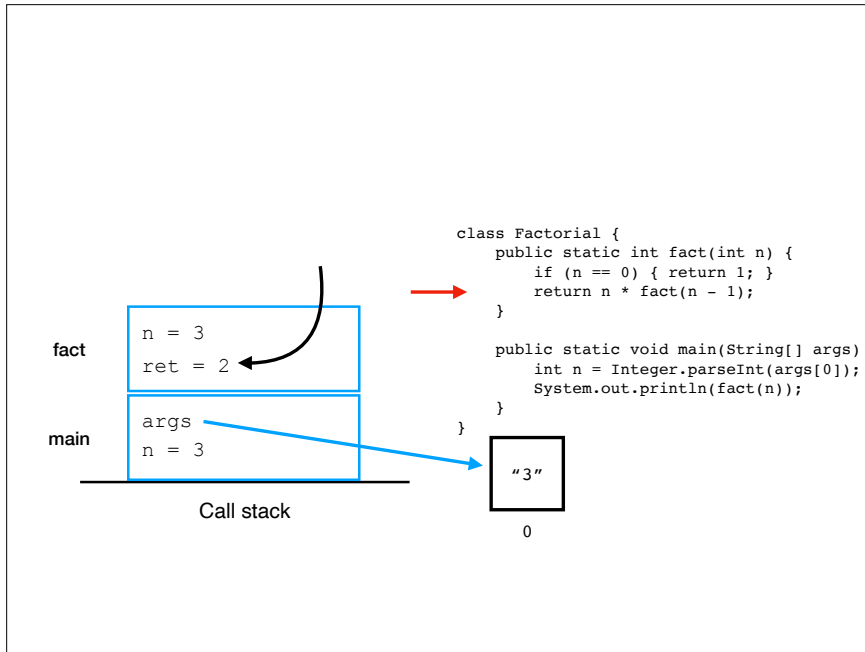 class Factorial {
    public static int fact(int n) {
        if (n == 0) { return 1; }
        return n * fact(n - 1);
    }

    public static void main(String[] args)
        int n = Integer.parseInt(args[0]);
        System.out.println(fact(n));
    }
}
fact
n = 3
ret = 2
main
args
n = 3
Call stack
“3”
0